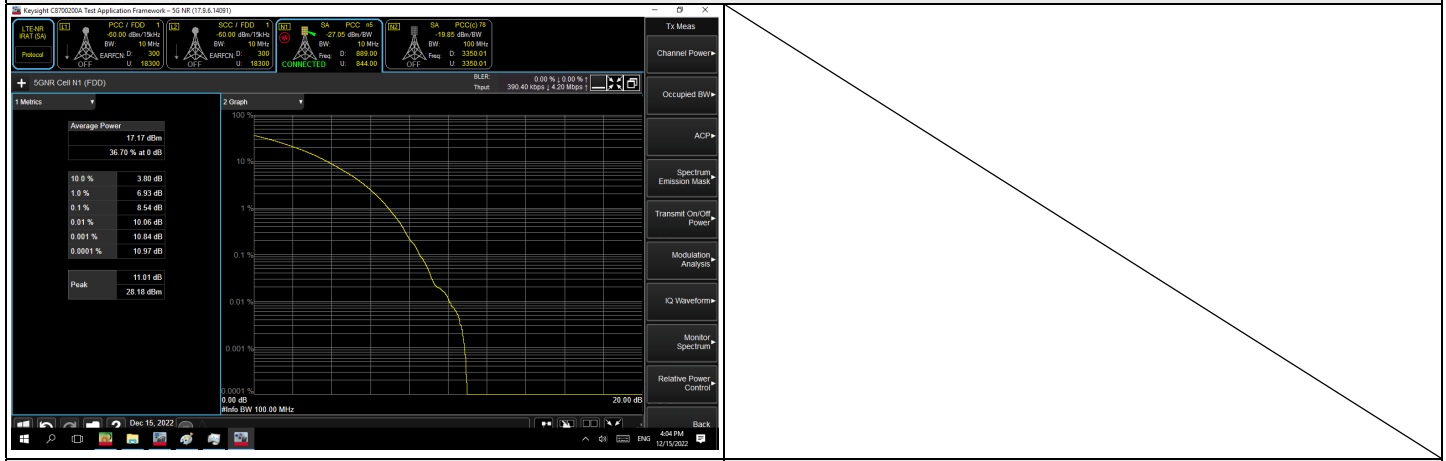 Keysight C8700200A Test Application Framework – 5G NR (17.9.6.14091)
LTE-NR
IRAT (SA)
Protocol
L1
PCC / FDD 1
-60.00 dBm/15kHz
BW: 10 MHz
EARFCN: D: 300
OFF U: 18300
L2
SCC / FDD 1
-60.00 dBm/15kHz
BW: 10 MHz
EARFCN: D: 300
OFF U: 18300
N1
SA PCC n5
-27.05 dBm/BW
BW: 10 MHz
Freq: D: 889.00
CONNECTED U: 844.00
N2
SA PCC(c) 78
-19.85 dBm/BW
BW: 100 MHz
Freq: D: 3350.01
OFF U: 3350.01
5GNR Cell N1 (FDD)
BLER: 0.00 % ↓ 0.00 % ↑
Thput: 390.40 kbps ↓ 4.20 Mbps ↑
1 Metrics
Average Power
17.17 dBm
36.70 % at 0 dB
10.0 % 3.80 dB
1.0 % 6.93 dB
0.1 % 8.54 dB
0.01 % 10.06 dB
0.001 % 10.84 dB
0.0001 % 10.97 dB
Peak
11.01 dB
28.18 dBm
2 Graph
100 %
10 %
1 %
0.1 %
0.01 %
0.001 %
0.0001 %
0.00 dB 20.00 dB
#Info BW 100.00 MHz
Tx Meas
Channel Power
Occupied BW
ACP
Spectrum
Emission Mask
Transmit On/Off
Power
Modulation
Analysis
IQ Waveform
Monitor
Spectrum
Relative Power
Control
Back
Dec 15, 2022
ENG
4:04 PM
12/15/2022